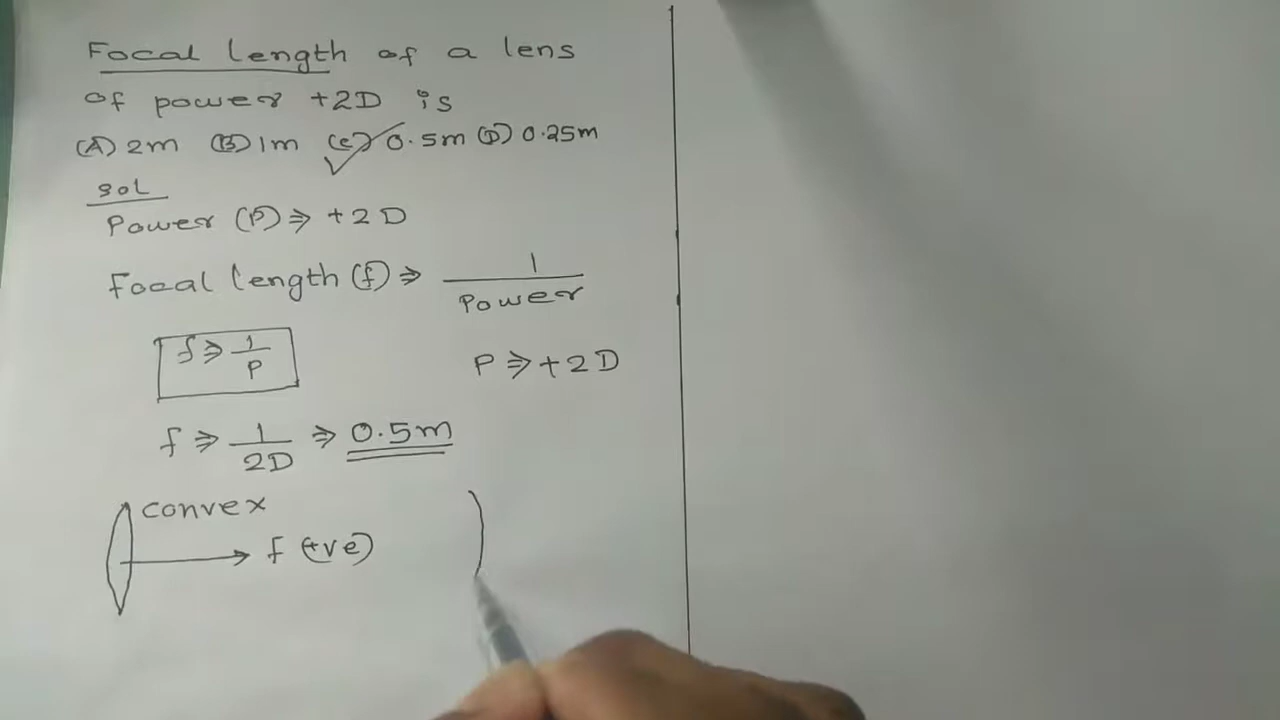 Focal length of a lens
of power +2D is
(A) 2m (B) 1m (C) 0.5m (D) 0.25m
sol
Power (P) ⇒ +2D
Focal length (f) ⇒ 1/Power
f ⇒ 1/P
P ⇒ +2D
f ⇒ 1/2D ⇒ 0.5m
convex
f (+ve)